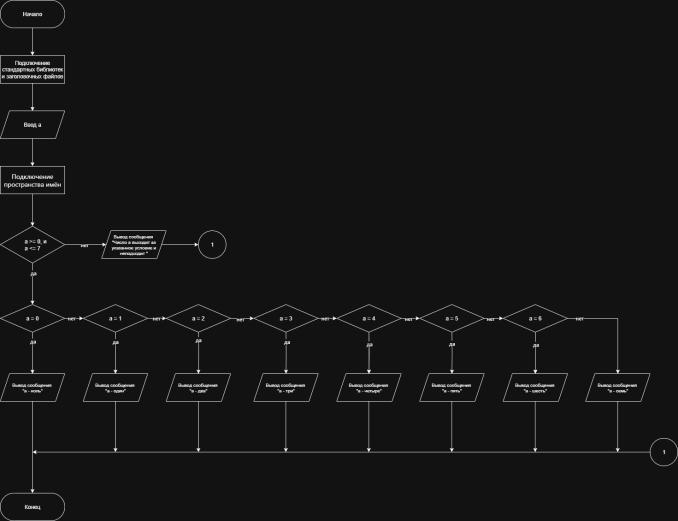 Начало
Подключение
стандартных библиотек
и заголовочных файлов
Ввод a
Подключение
пространства имён
a >= 0, и
a <= 7
нет
Вывод сообщения
"Число a выходит за
указанное условие и
неподходит "
1
да
a = 0
нет
a = 1
нет
a = 2
нет
a = 3
нет
a = 4
нет
a = 5
нет
a = 6
нет
да
да
да
да
да
да
да
Вывод сообщения
"a - ноль"
Вывод сообщения
"a - один"
Вывод сообщения
"a - два"
Вывод сообщения
"a - три"
Вывод сообщения
"a - четыре"
Вывод сообщения
"a - пять"
Вывод сообщения
"a - шесть"
Вывод сообщения
"a - семь"
1
Конец